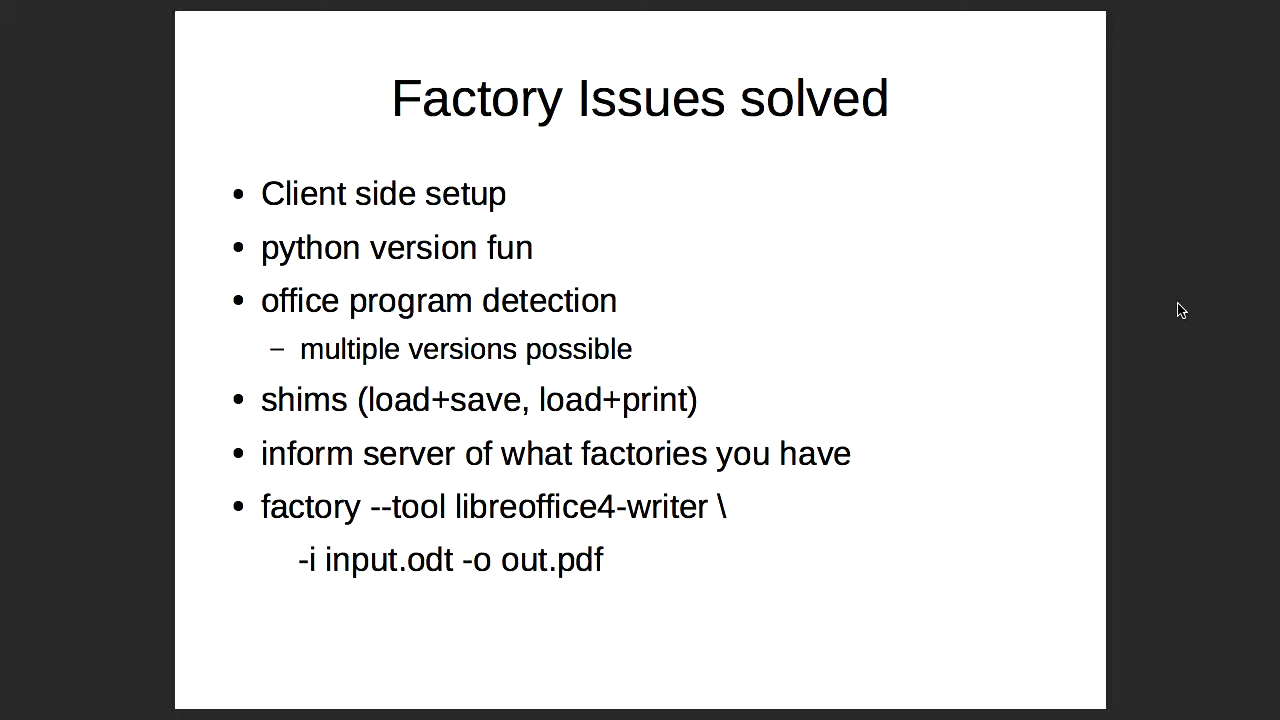 Factory Issues solved
• Client side setup
• python version fun
• office program detection
– multiple versions possible
• shims (load+save, load+print)
• inform server of what factories you have
• factory --tool libreoffice4-writer \
-i input.odt -o out.pdf